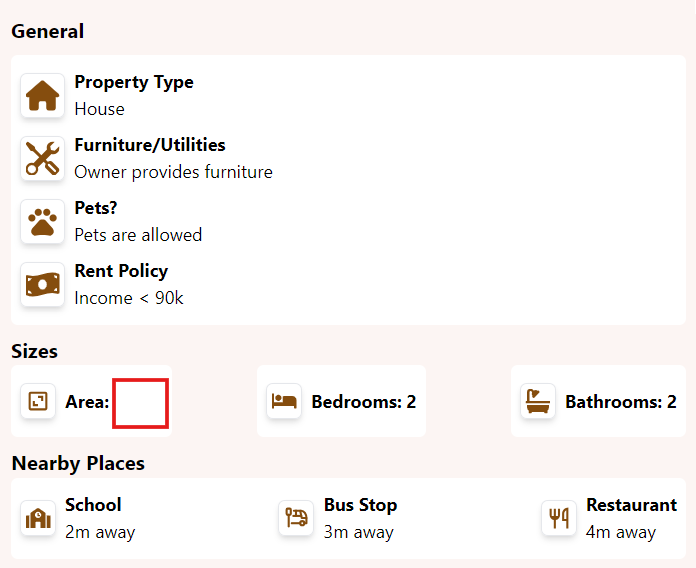 General
Property Type
House
Furniture/Utilities
Owner provides furniture
Pets?
Pets are allowed
Rent Policy
Income < 90k
Sizes
Area:
Bedrooms: 2
Bathrooms: 2
Nearby Places
School
2m away
Bus Stop
3m away
Restaurant
4m away